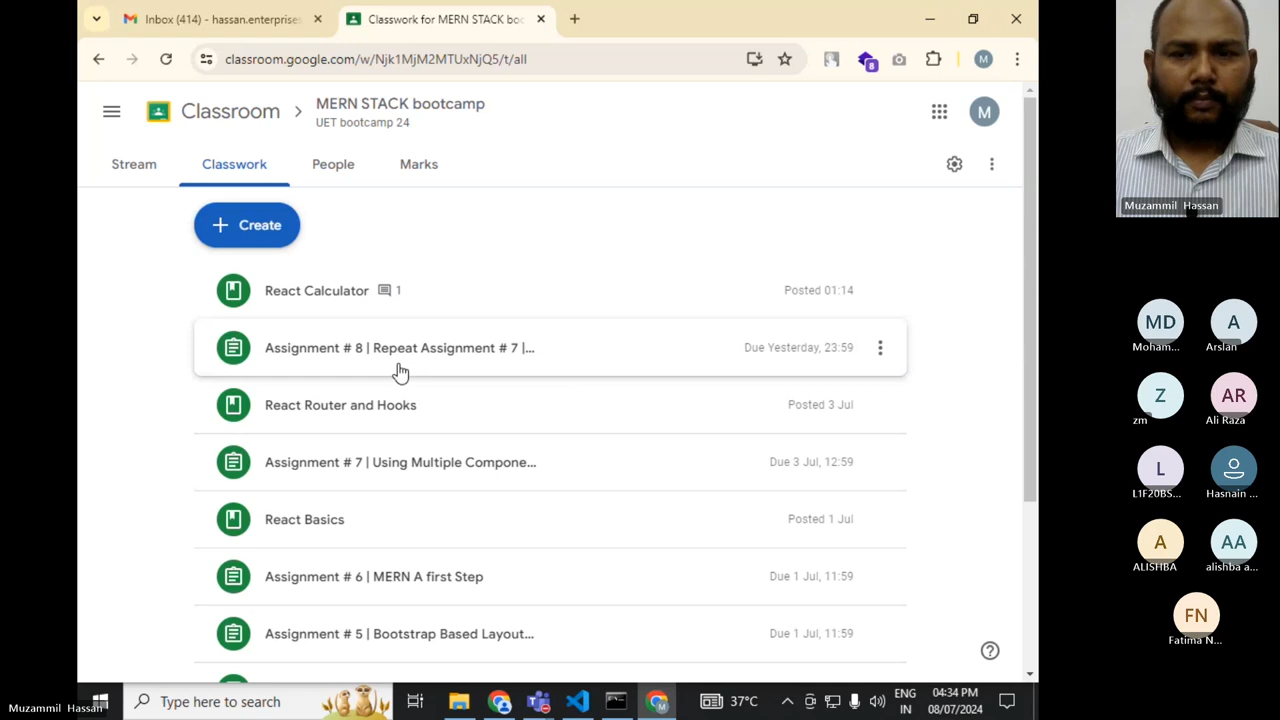 Inbox (414) - hassan.enterprises
Classwork for MERN STACK boc
classroom.google.com/w/Njk1MjM2MTUxNjQ5/t/all
8
M
Classroom
MERN STACK bootcamp
UET bootcamp 24
M
Stream
Classwork
People
Marks
Create
React Calculator
1
Posted 01:14
Assignment # 8 | Repeat Assignment # 7 |...
Due Yesterday, 23:59
React Router and Hooks
Posted 3 Jul
Assignment # 7 | Using Multiple Compone...
Due 3 Jul, 12:59
React Basics
Posted 1 Jul
Assignment # 6 | MERN A first Step
Due 1 Jul, 11:59
Assignment # 5 | Bootstrap Based Layout...
Due 1 Jul, 11:59
Type here to search
37°C
ENG
IN
04:34 PM
08/07/2024
Muzammil Hassan
Muzammil Hassan
MD
Moham...
A
Arslan
Z
zm
AR
Ali Raza
L
L1F20BS...
Hasnain ...
A
ALISHBA
AA
alishba a...
FN
Fatima N...